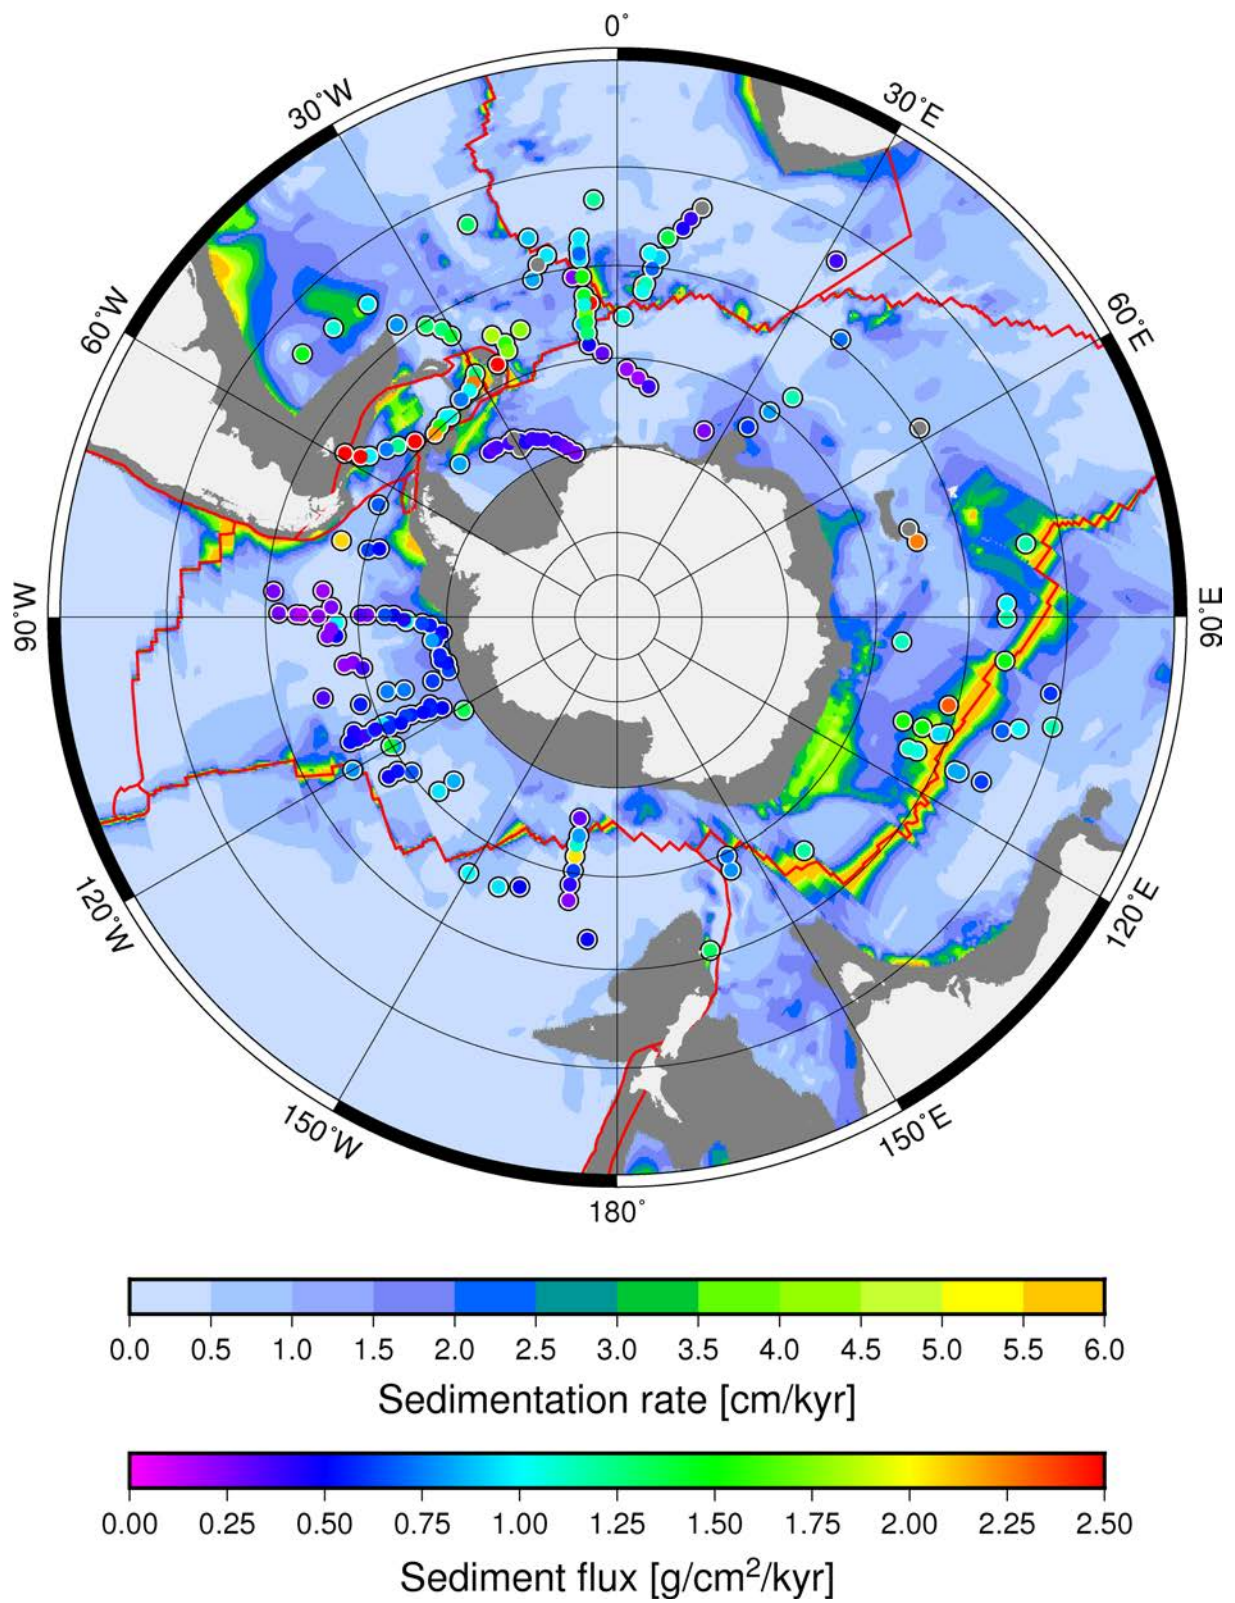 0°
30°W
30°E
60°W
60°E
90°W
90°E
120°W
120°E
150°W
150°E
180°
0.0 0.5 1.0 1.5 2.0 2.5 3.0 3.5 4.0 4.5 5.0 5.5 6.0
Sedimentation rate [cm/kyr]
0.00 0.25 0.50 0.75 1.00 1.25 1.50 1.75 2.00 2.25 2.50
Sediment flux [g/cm²/kyr]